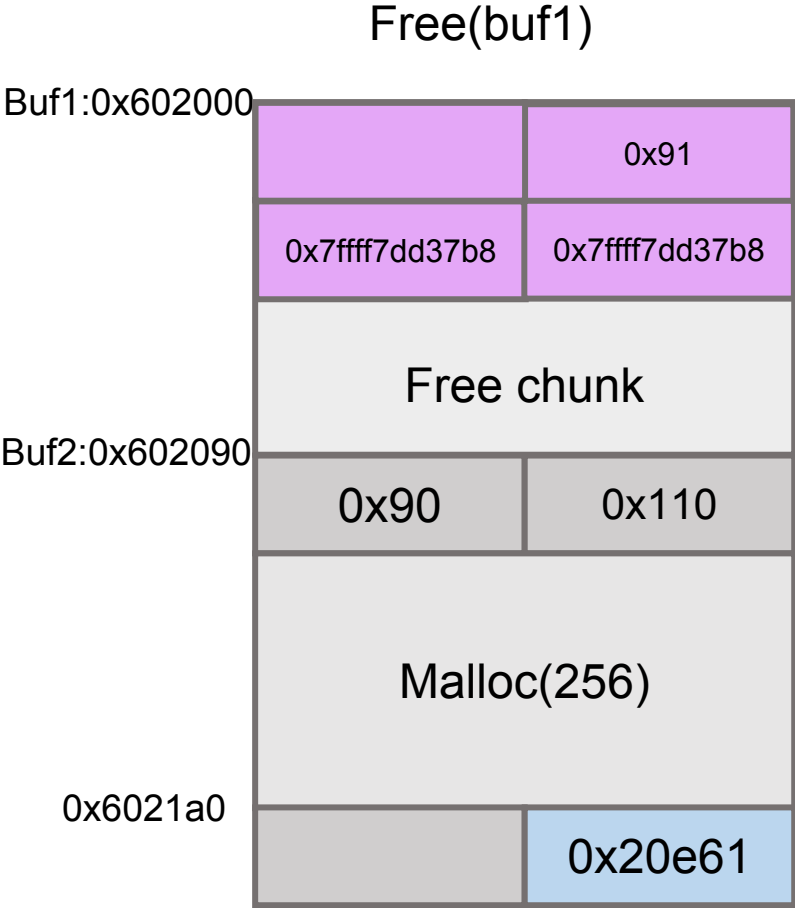 Free(buf1)
Buf1:0x602000
0x91
0x7ffff7dd37b8
0x7ffff7dd37b8
Free chunk
Buf2:0x602090
0x90
0x110
Malloc(256)
0x6021a0
0x20e61